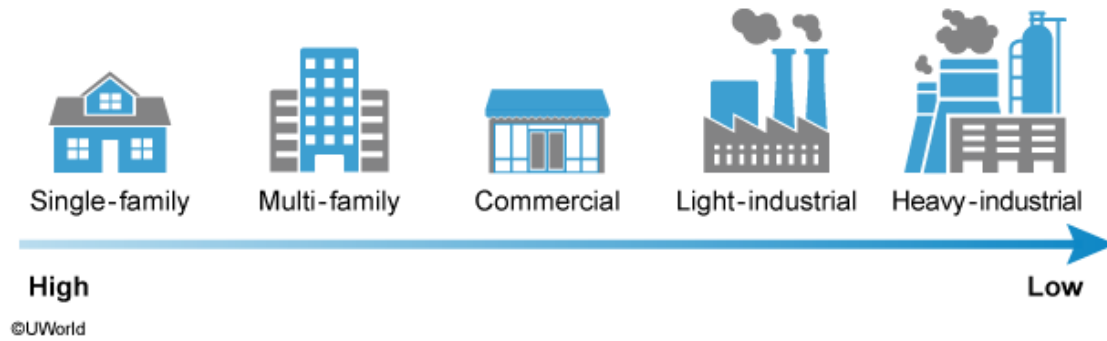 Single-family Multi-family Commercial Light-industrial Heavy-industrial
High Low
©UWorld